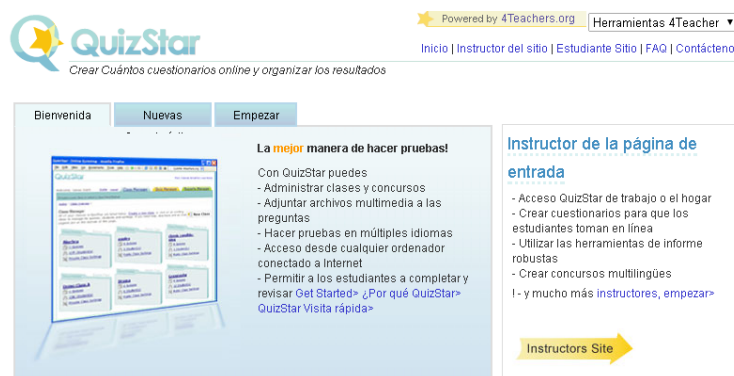 Powered by 4Teachers.org
Herramientas 4Teacher
QuizStar
Inicio | Instructor del sitio | Estudiante Sitio | FAQ | Contácteno
Crear Cuántos cuestionarios online y organizar los resultados
Bienvenida
Nuevas
Empezar
La mejor manera de hacer pruebas!
Con QuizStar puedes
- Administrar clases y concursos
- Adjuntar archivos multimedia a las
preguntas
- Hacer pruebas en múltiples idiomas
- Acceso desde cualquier ordenador
conectado a Internet
- Permitir a los estudiantes a completar y
revisar Get Started> ¿Por qué QuizStar>
QuizStar Visita rápida>
Instructor de la página de
entrada
- Acceso QuizStar de trabajo o el hogar
- Crear cuestionarios para que los
estudiantes toman en línea
- Utilizar las herramientas de informe
robustas
- Crear concursos multilingües
! - y mucho más instructores, empezar>
Instructors Site
QuizStar